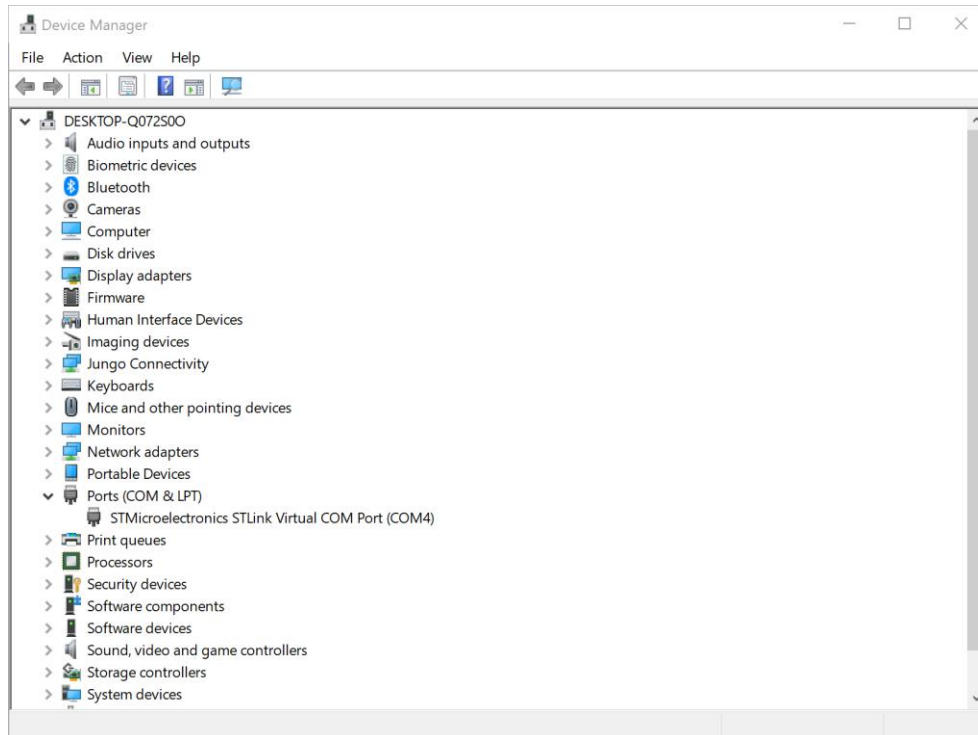 Device Manager
File Action View Help
DESKTOP-Q072S0O
Audio inputs and outputs
Biometric devices
Bluetooth
Cameras
Computer
Disk drives
Display adapters
Firmware
Human Interface Devices
Imaging devices
Jungo Connectivity
Keyboards
Mice and other pointing devices
Monitors
Network adapters
Portable Devices
Ports (COM & LPT)
STMicroelectronics STLink Virtual COM Port (COM4)
Print queues
Processors
Security devices
Software components
Software devices
Sound, video and game controllers
Storage controllers
System devices